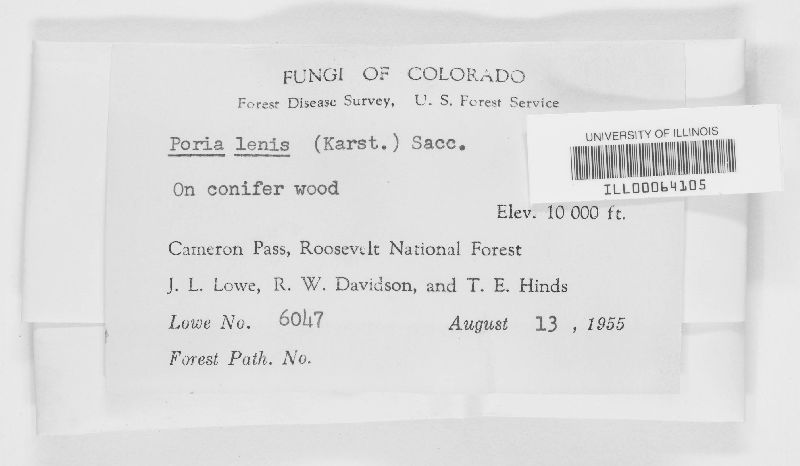 FUNGI OF COLORADO
Forest Disease Survey, U. S. Forest Service
Poria lenis (Karst.) Sacc.
UNIVERSITY OF ILLINOIS
ILL00064105
On conifer wood
Elev. 10 000 ft.
Cameron Pass, Roosevelt National Forest
J. L. Lowe, R. W. Davidson, and T. E. Hinds
Lowe No. 6047 August 13 , 1955
Forest Path. No.